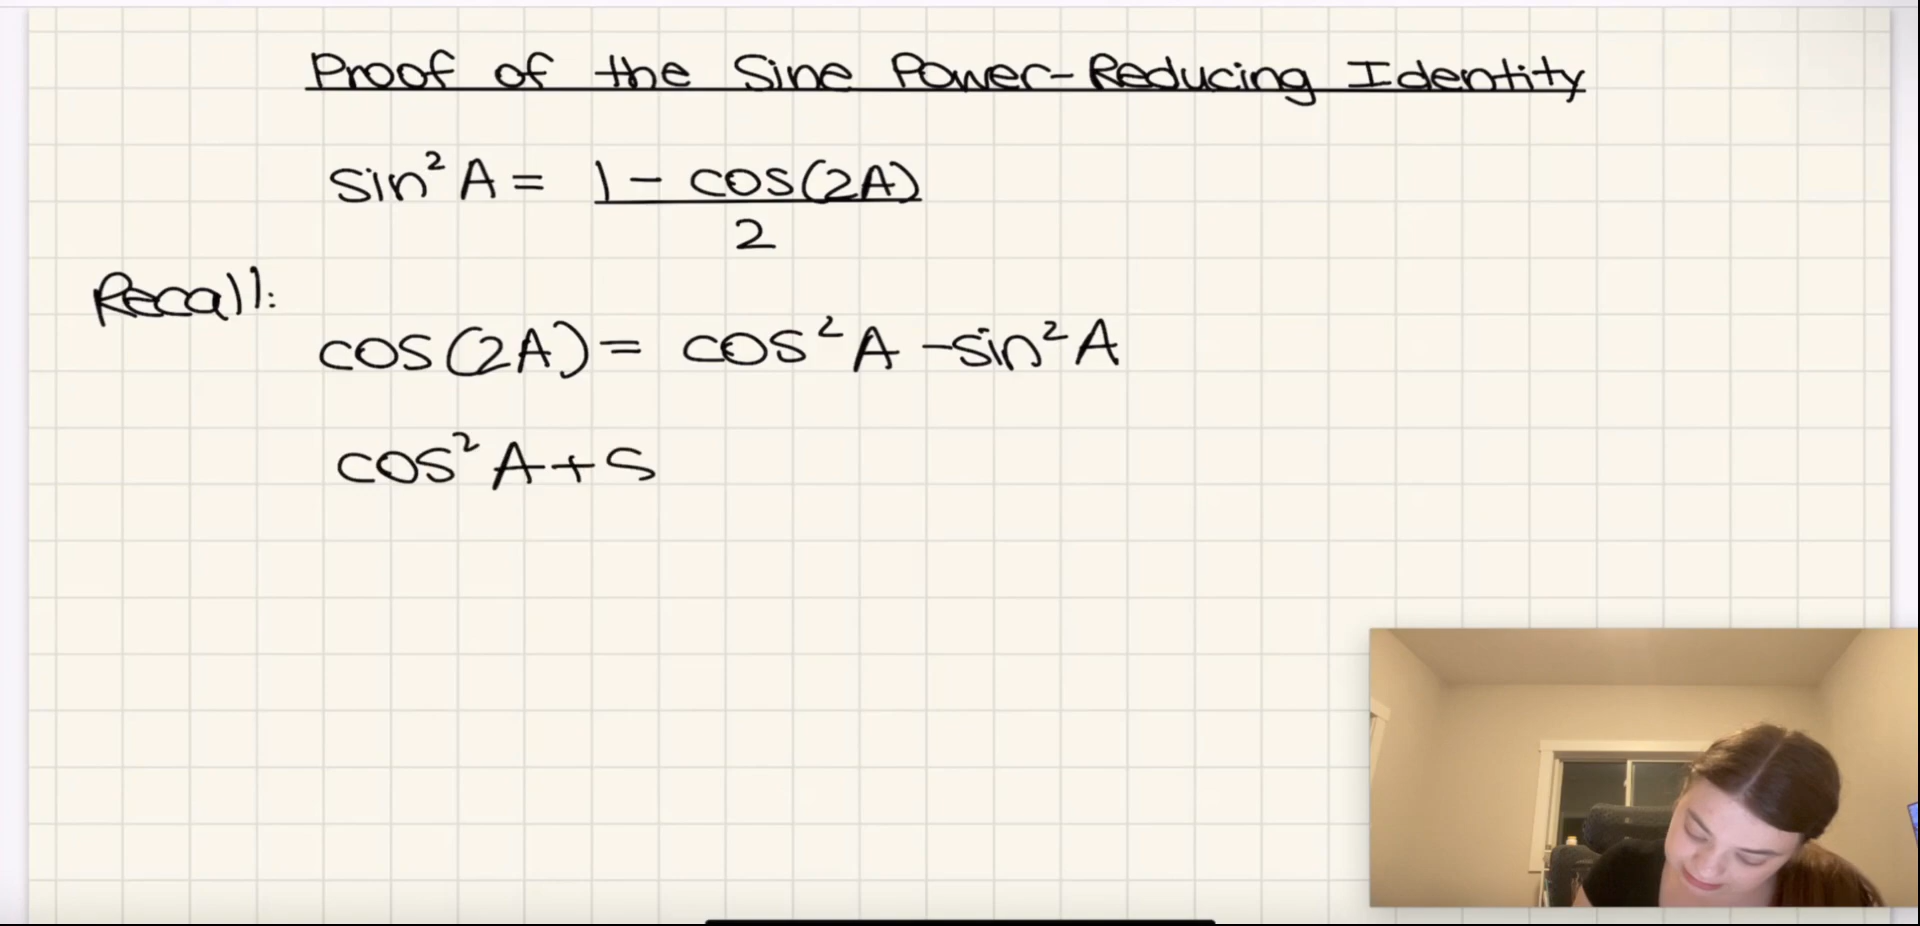 Proof of the Sine Power-Reducing Identity
sin² A = 1 - cos(2A)
2
Recall:
cos(2A) = cos² A - sin² A
cos² A + s